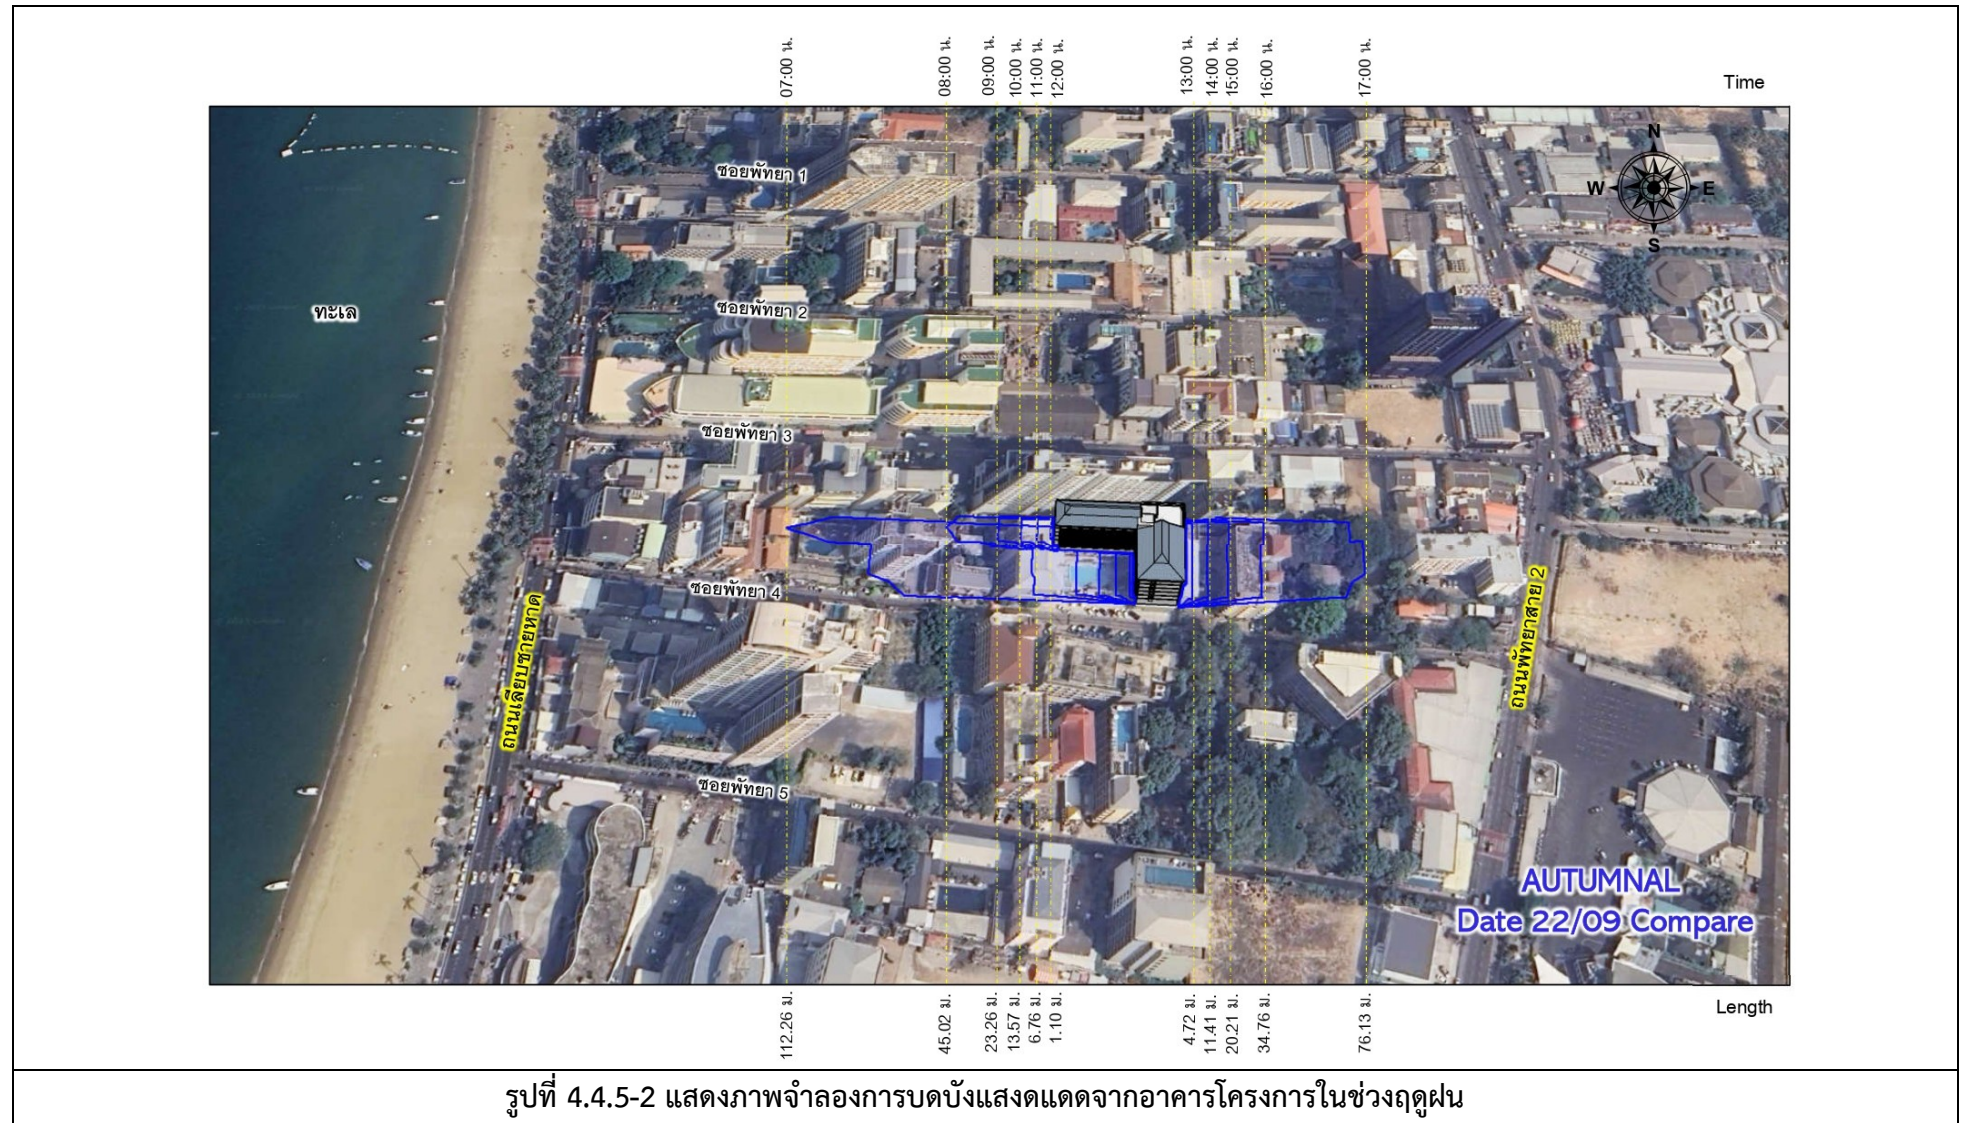 07:00 น.
08:00 น.
09:00 น.
10:00 น.
11:00 น.
12:00 น.
13:00 น.
14:00 น.
15:00 น.
16:00 น.
17:00 น.
Time
N
W
E
S
ซอยพัทยา 1
ทะเล
ซอยพัทยา 2
ซอยพัทยา 3
ซอยพัทยา 4
ถนนเลียบชายหาด
ถนนพัทยาสาย 2
ซอยพัทยา 5
AUTUMNAL
Date 22/09 Compare
112.26 ม.
45.02 ม.
23.26 ม.
13.57 ม.
6.76 ม.
1.10 ม.
4.72 ม.
11.41 ม.
20.21 ม.
34.76 ม.
76.13 ม.
Length
รูปที่ 4.4.5-2 แสดงภาพจำลองการบดบังแสงดแดดจากอาคารโครงการในช่วงฤดูฝน